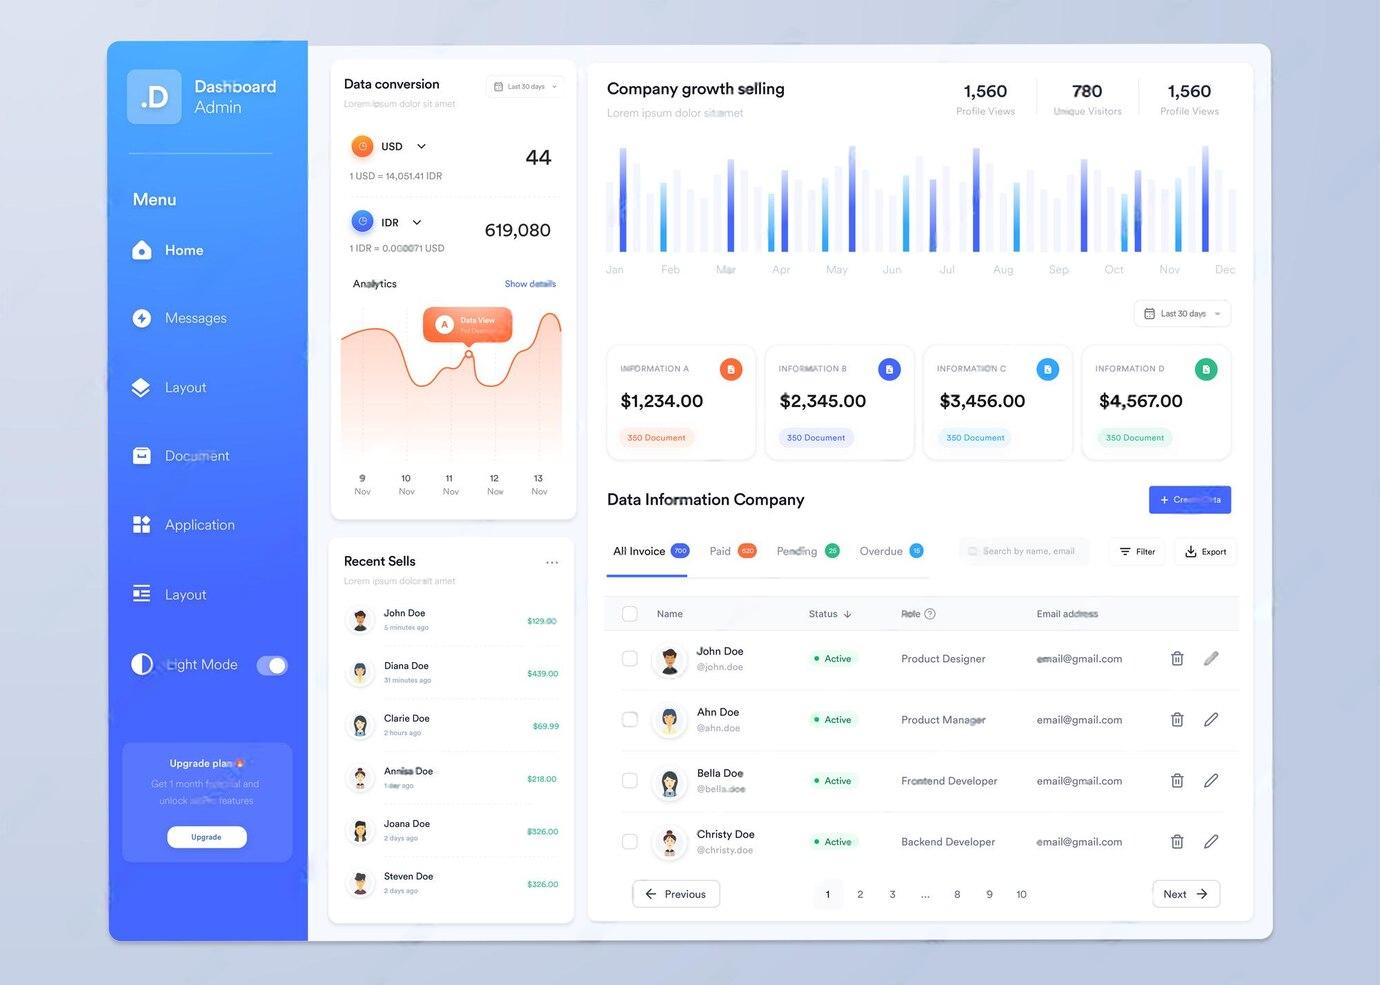 .D
Dashboard
Admin
Menu
Home
Messages
Layout
Document
Application
Layout
Light Mode
Upgrade plan
Get 1 month and
unlock features
Upgrade
Data conversion
Last 30 days
Lorem ipsum dolor sit amet
USD
44
1 USD = 14,051.41 IDR
IDR
619,080
1 IDR = 0.000071 USD
Analytics
Show details
A
Data View
9
10
11
12
13
Nov
Nov
Nov
Nov
Nov
Recent Sells
...
Lorem ipsum dolor sit amet
John Doe
$129.00
5 minutes ago
Diana Doe
$439.00
31 minutes ago
Clarie Doe
$69.99
2 hours ago
Annisa Doe
$218.00
1 day ago
Joana Doe
$326.00
2 days ago
Steven Doe
$326.00
2 days ago
Company growth selling
Lorem ipsum dolor sit amet
1,560
Profile Views
780
Unique Visitors
1,560
Profile Views
Jan Feb Mar Apr May Jun Jul Aug Sep Oct Nov Dec
Last 30 days
INFORMATION A
$1,234.00
350 Document
INFORMATION B
$2,345.00
350 Document
INFORMATION C
$3,456.00
350 Document
INFORMATION D
$4,567.00
350 Document
Data Information Company
+ Create Data
All Invoice 700 Paid 620 Pending 25 Overdue 15
Search by name, email
Filter
Export
Name Status Role ? Email address
John Doe
@john.doe
Active
Product Designer
email@gmail.com
Ahn Doe
@ahn.doe
Active
Product Manager
email@gmail.com
Bella Doe
@bella.doe
Active
Frontend Developer
email@gmail.com
Christy Doe
@christy.doe
Active
Backend Developer
email@gmail.com
Previous
1 2 3 ... 8 9 10
Next